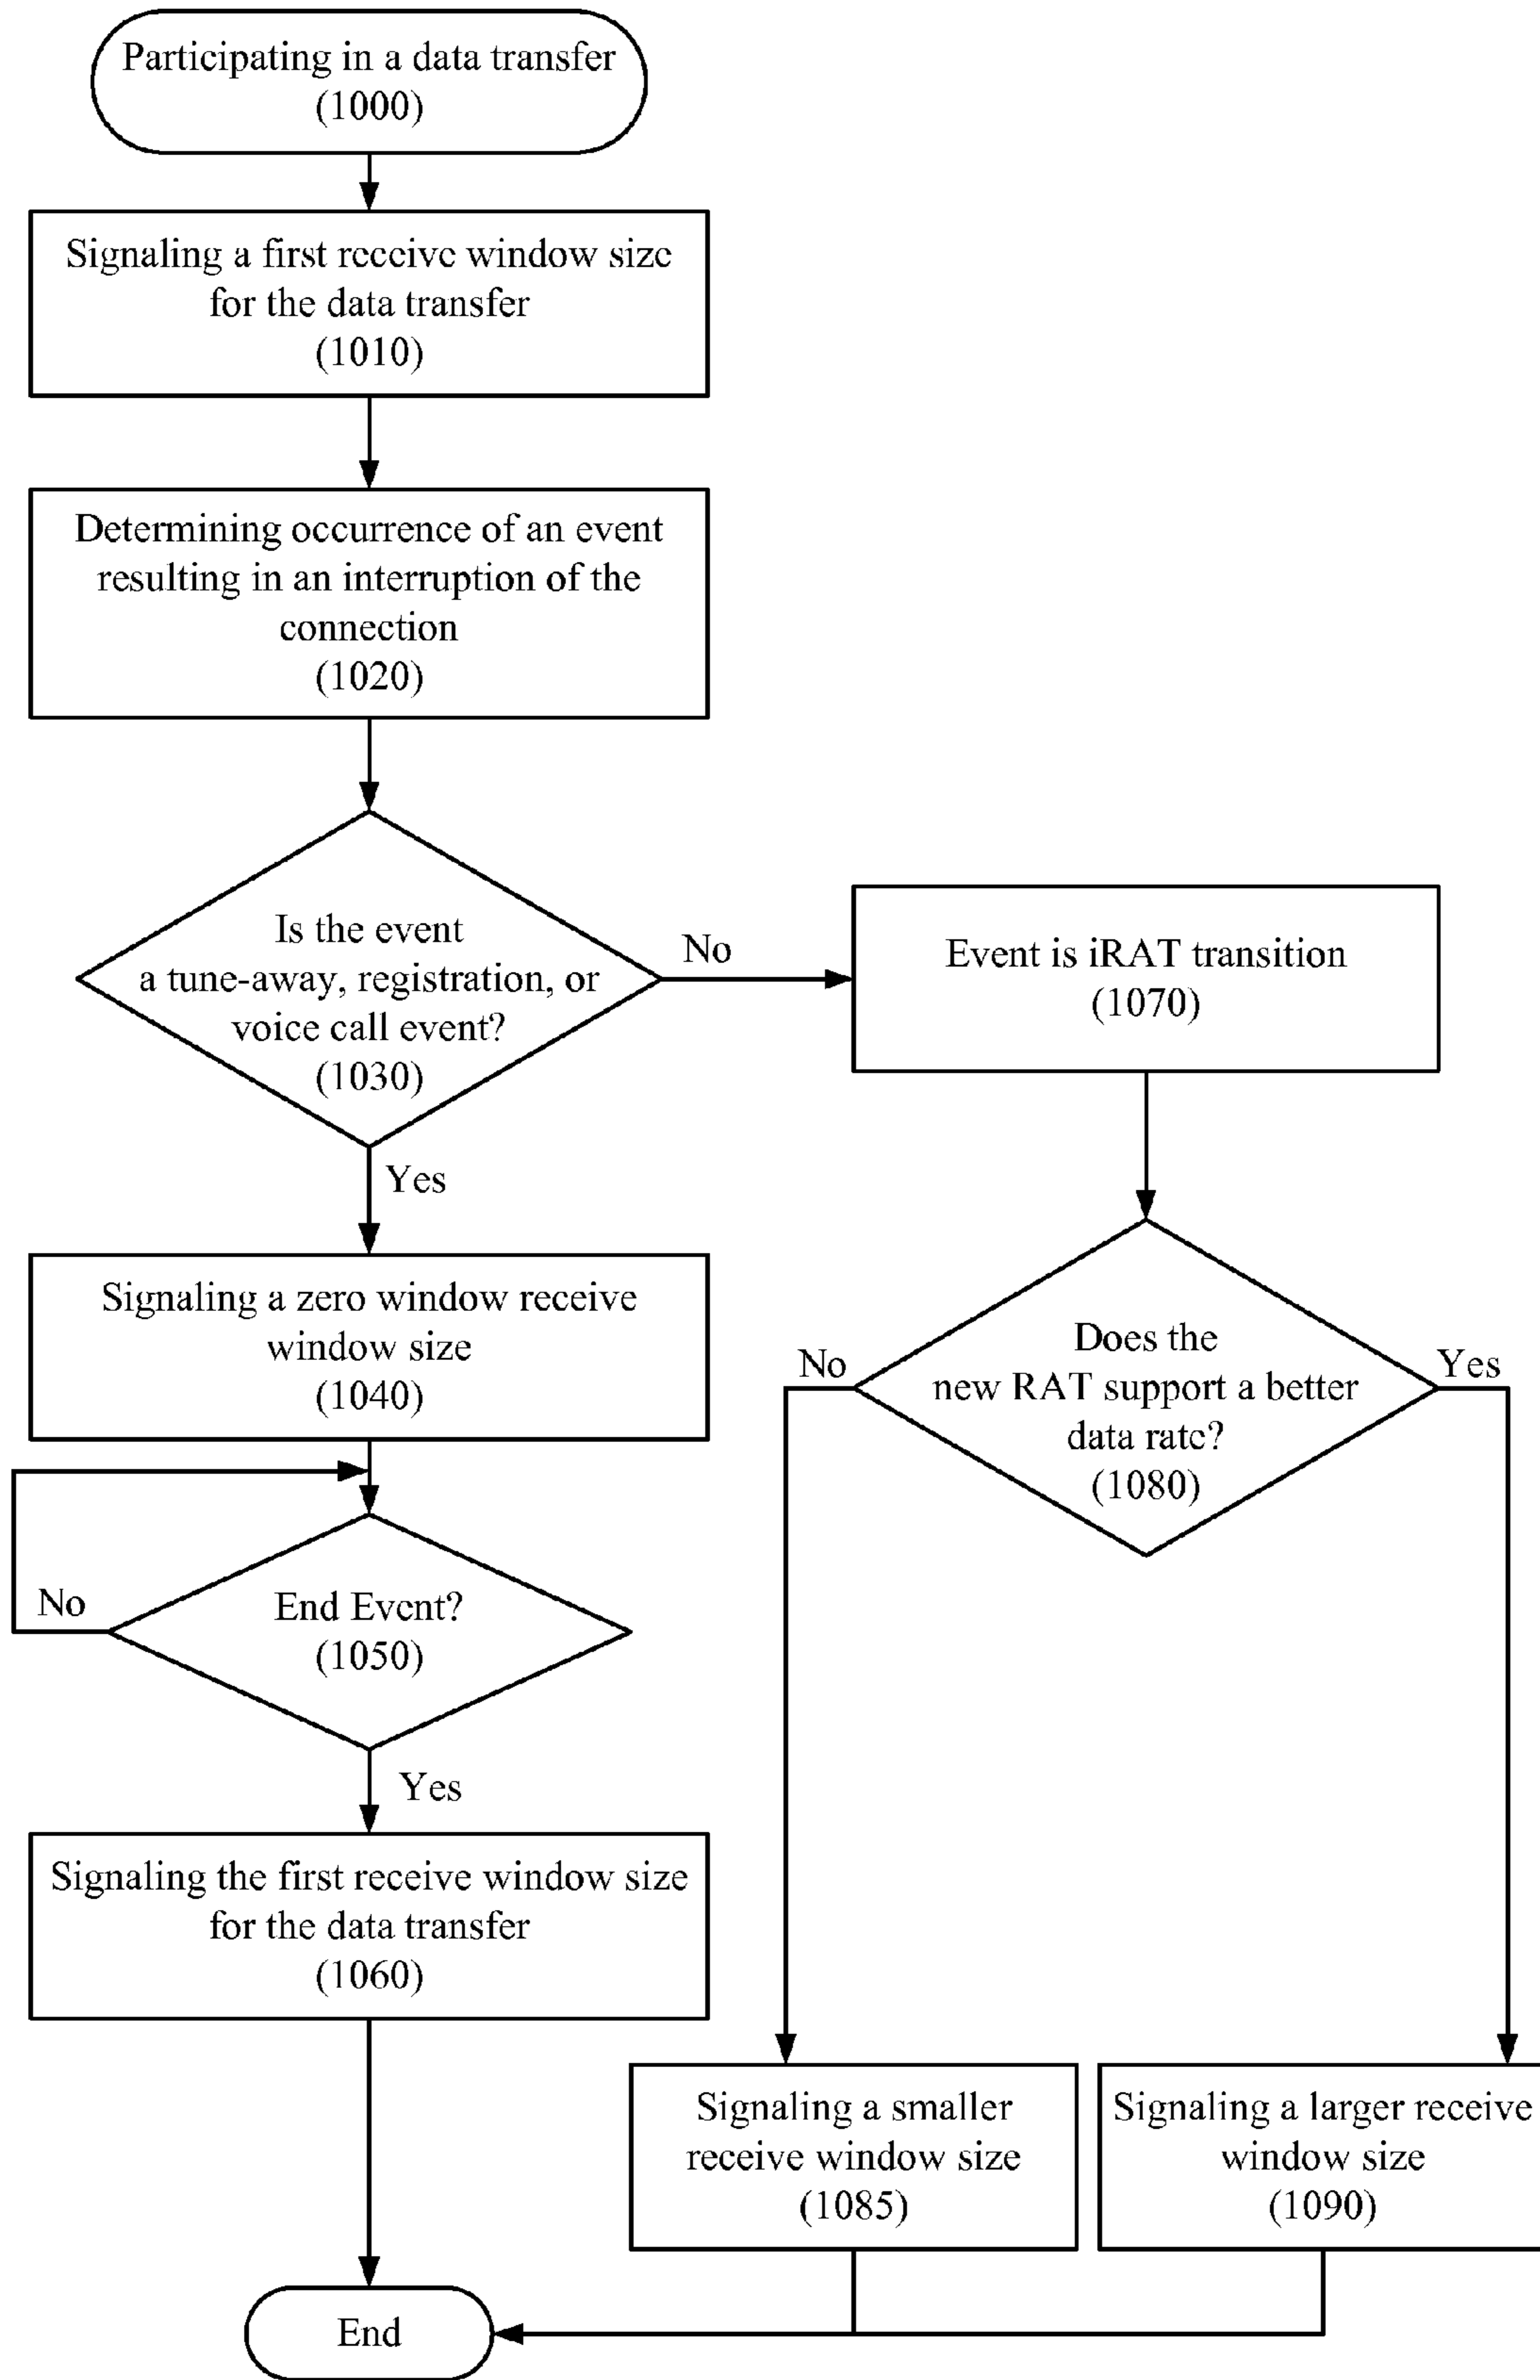 Participating in a data transfer
(1000)
Signaling a first receive window size
for the data transfer
(1010)
Determining occurrence of an event
resulting in an interruption of the
connection
(1020)
Is the event
a tune-away, registration, or
voice call event?
(1030)
No
Event is iRAT transition
(1070)
Yes
Signaling a zero window receive
window size
(1040)
Does the
new RAT support a better
data rate?
(1080)
No
Yes
End Event?
(1050)
No
Yes
Signaling the first receive window size
for the data transfer
(1060)
Signaling a smaller
receive window size
(1085)
Signaling a larger receive
window size
(1090)
End